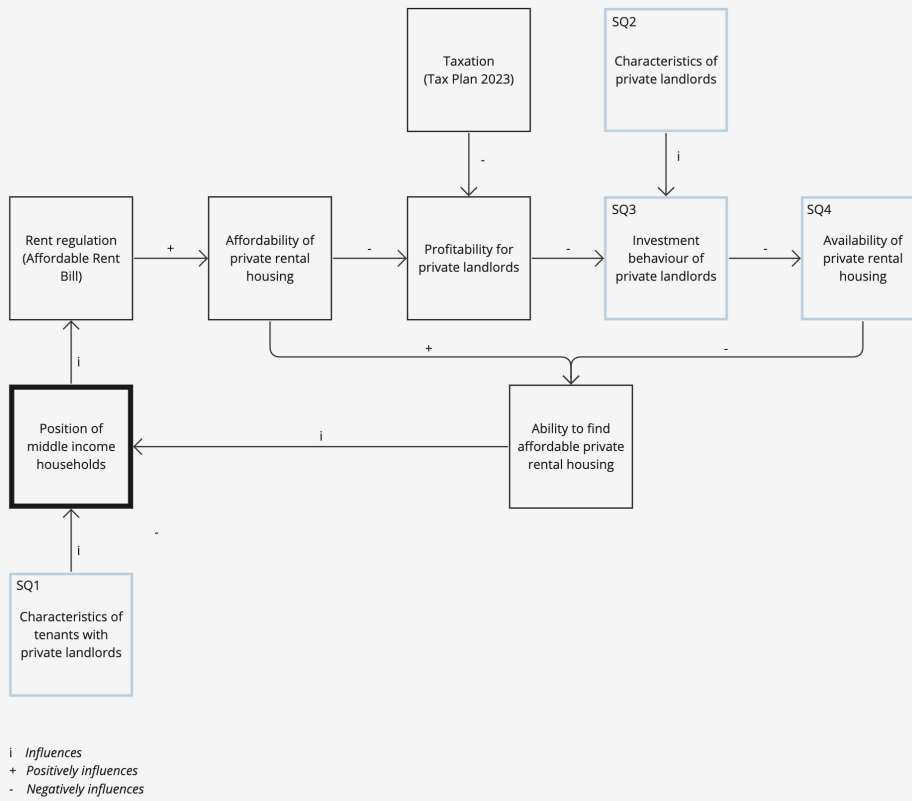 SQ2
Taxation
(Tax Plan 2023)
Characteristics of
private landlords
-
i
SQ3
SQ4
Rent regulation
(Affordable Rent
Bill)
+
Affordability of
private rental
housing
-
Profitability for
private landlords
-
Investment
behaviour of
private landlords
-
Availability of
private rental
housing
+
-
i
Position of
middle income
households
i
Ability to find
affordable private
rental housing
-
i
SQ1
Characteristics of
tenants with
private landlords
i Influences
+ Positively influences
- Negatively influences